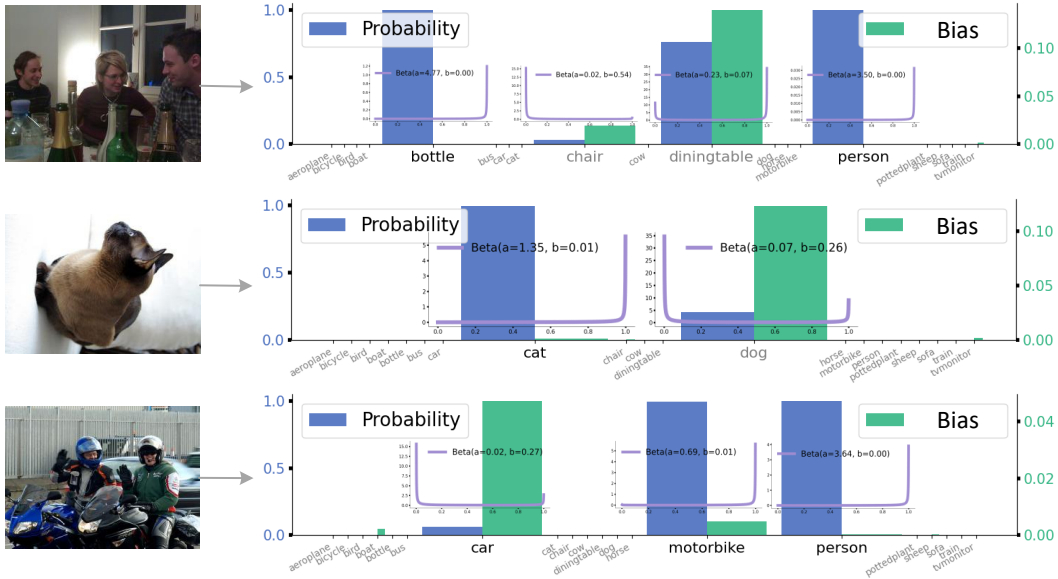 1.0
Probability
Bias
0.10
0.5
0.05
0.0
0.00
Beta(a=4.77, b=0.00)
Beta(a=0.02, b=0.54)
Beta(a=0.23, b=0.07)
Beta(a=3.50, b=0.00)
aeroplane
bicycle
bird
boat
bottle
bus
car
cat
chair
cow
diningtable
dog
horse
motorbike
person
pottedplant
sheep
sofa
train
tvmonitor
1.0
Probability
Bias
0.10
0.5
0.05
0.0
0.00
Beta(a=1.35, b=0.01)
Beta(a=0.07, b=0.26)
aeroplane
bicycle
bird
boat
bottle
bus
car
cat
chair
cow
diningtable
dog
horse
motorbike
person
pottedplant
sheep
sofa
train
tvmonitor
1.0
Probability
Bias
0.04
0.5
0.02
0.0
0.00
Beta(a=0.02, b=0.27)
Beta(a=0.69, b=0.01)
Beta(a=3.64, b=0.00)
aeroplane
bicycle
bird
boat
bottle
bus
car
cat
chair
cow
diningtable
dog
horse
motorbike
person
pottedplant
sheep
sofa
train
tvmonitor